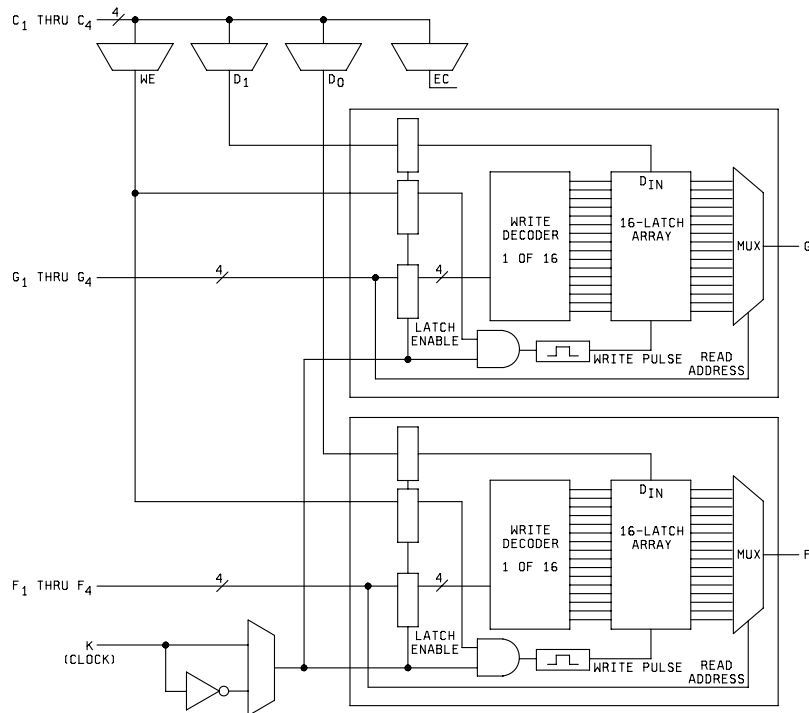 C1 THRU C4 4
WE D1 D0 EC
DIN
WRITE DECODER 1 OF 16
16-LATCH ARRAY
MUX
G
G1 THRU G4 4 4
LATCH ENABLE
WRITE PULSE
READ ADDRESS
DIN
WRITE DECODER 1 OF 16
16-LATCH ARRAY
MUX
F
F1 THRU F4 4 4
K
(CLOCK)
LATCH ENABLE
WRITE PULSE
READ ADDRESS